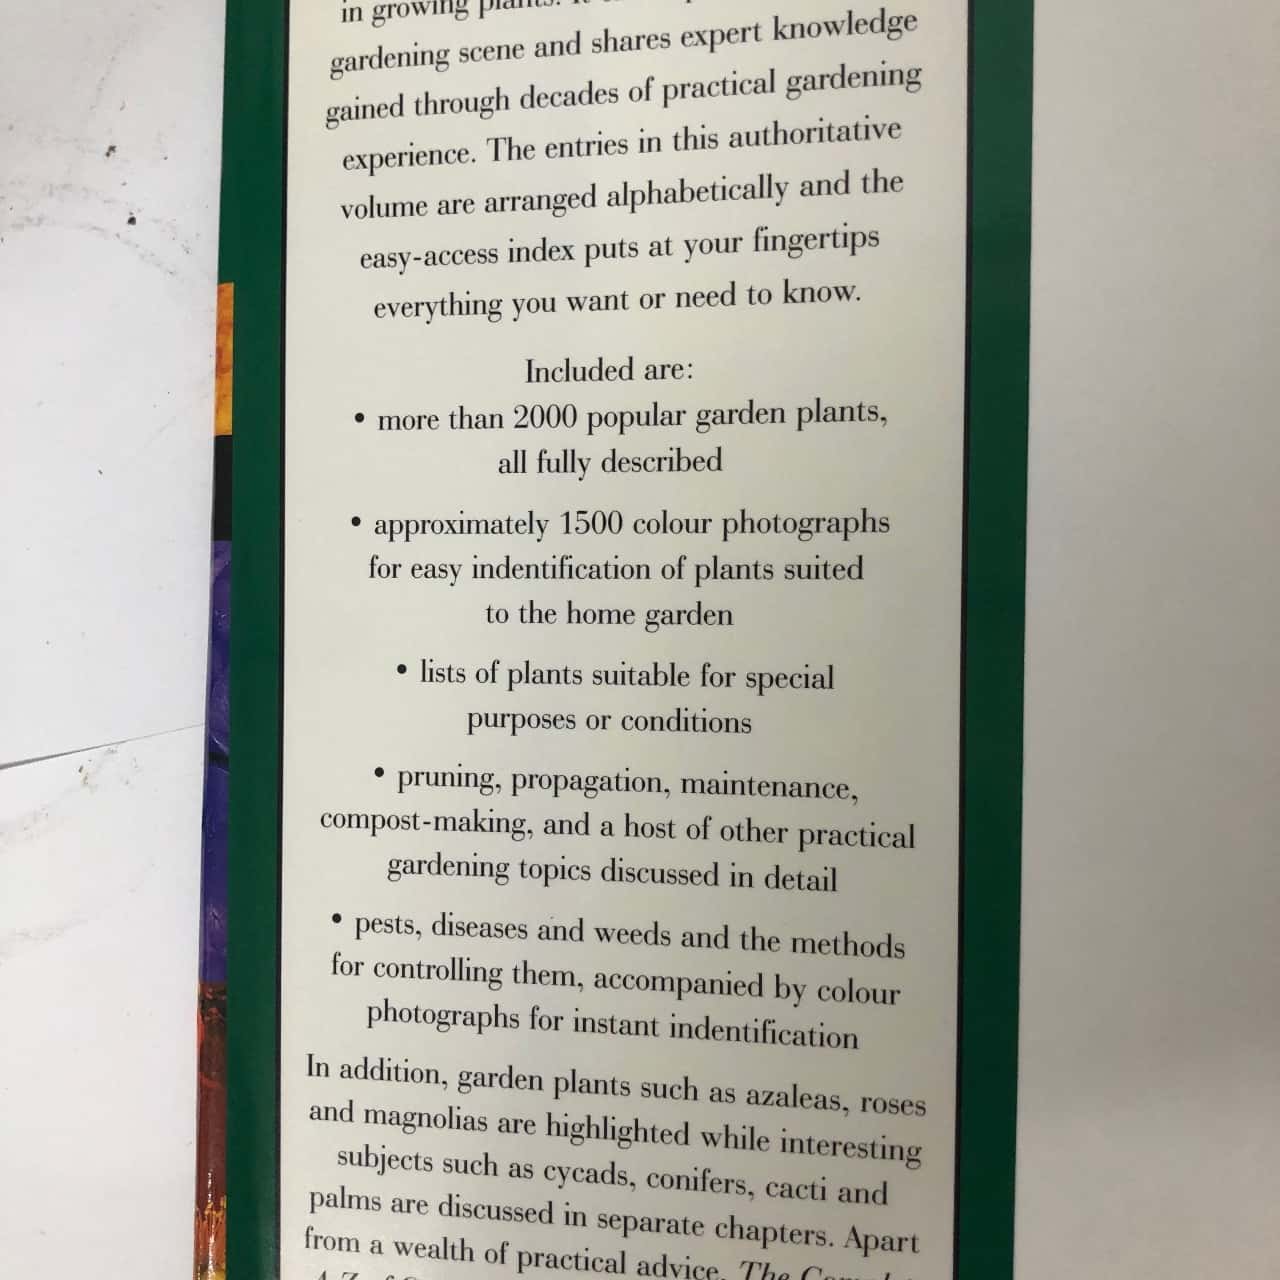 in growing plants. It
gardening scene and shares expert knowledge
gained through decades of practical gardening
experience. The entries in this authoritative
volume are arranged alphabetically and the
easy-access index puts at your fingertips
everything you want or need to know.
Included are:
• more than 2000 popular garden plants,
all fully described
• approximately 1500 colour photographs
for easy indentification of plants suited
to the home garden
• lists of plants suitable for special
purposes or conditions
• pruning, propagation, maintenance,
compost-making, and a host of other practical
gardening topics discussed in detail
• pests, diseases and weeds and the methods
for controlling them, accompanied by colour
photographs for instant indentification
In addition, garden plants such as azaleas, roses
and magnolias are highlighted while interesting
subjects such as cycads, conifers, cacti and
palms are discussed in separate chapters. Apart
from a wealth of practical advice, The